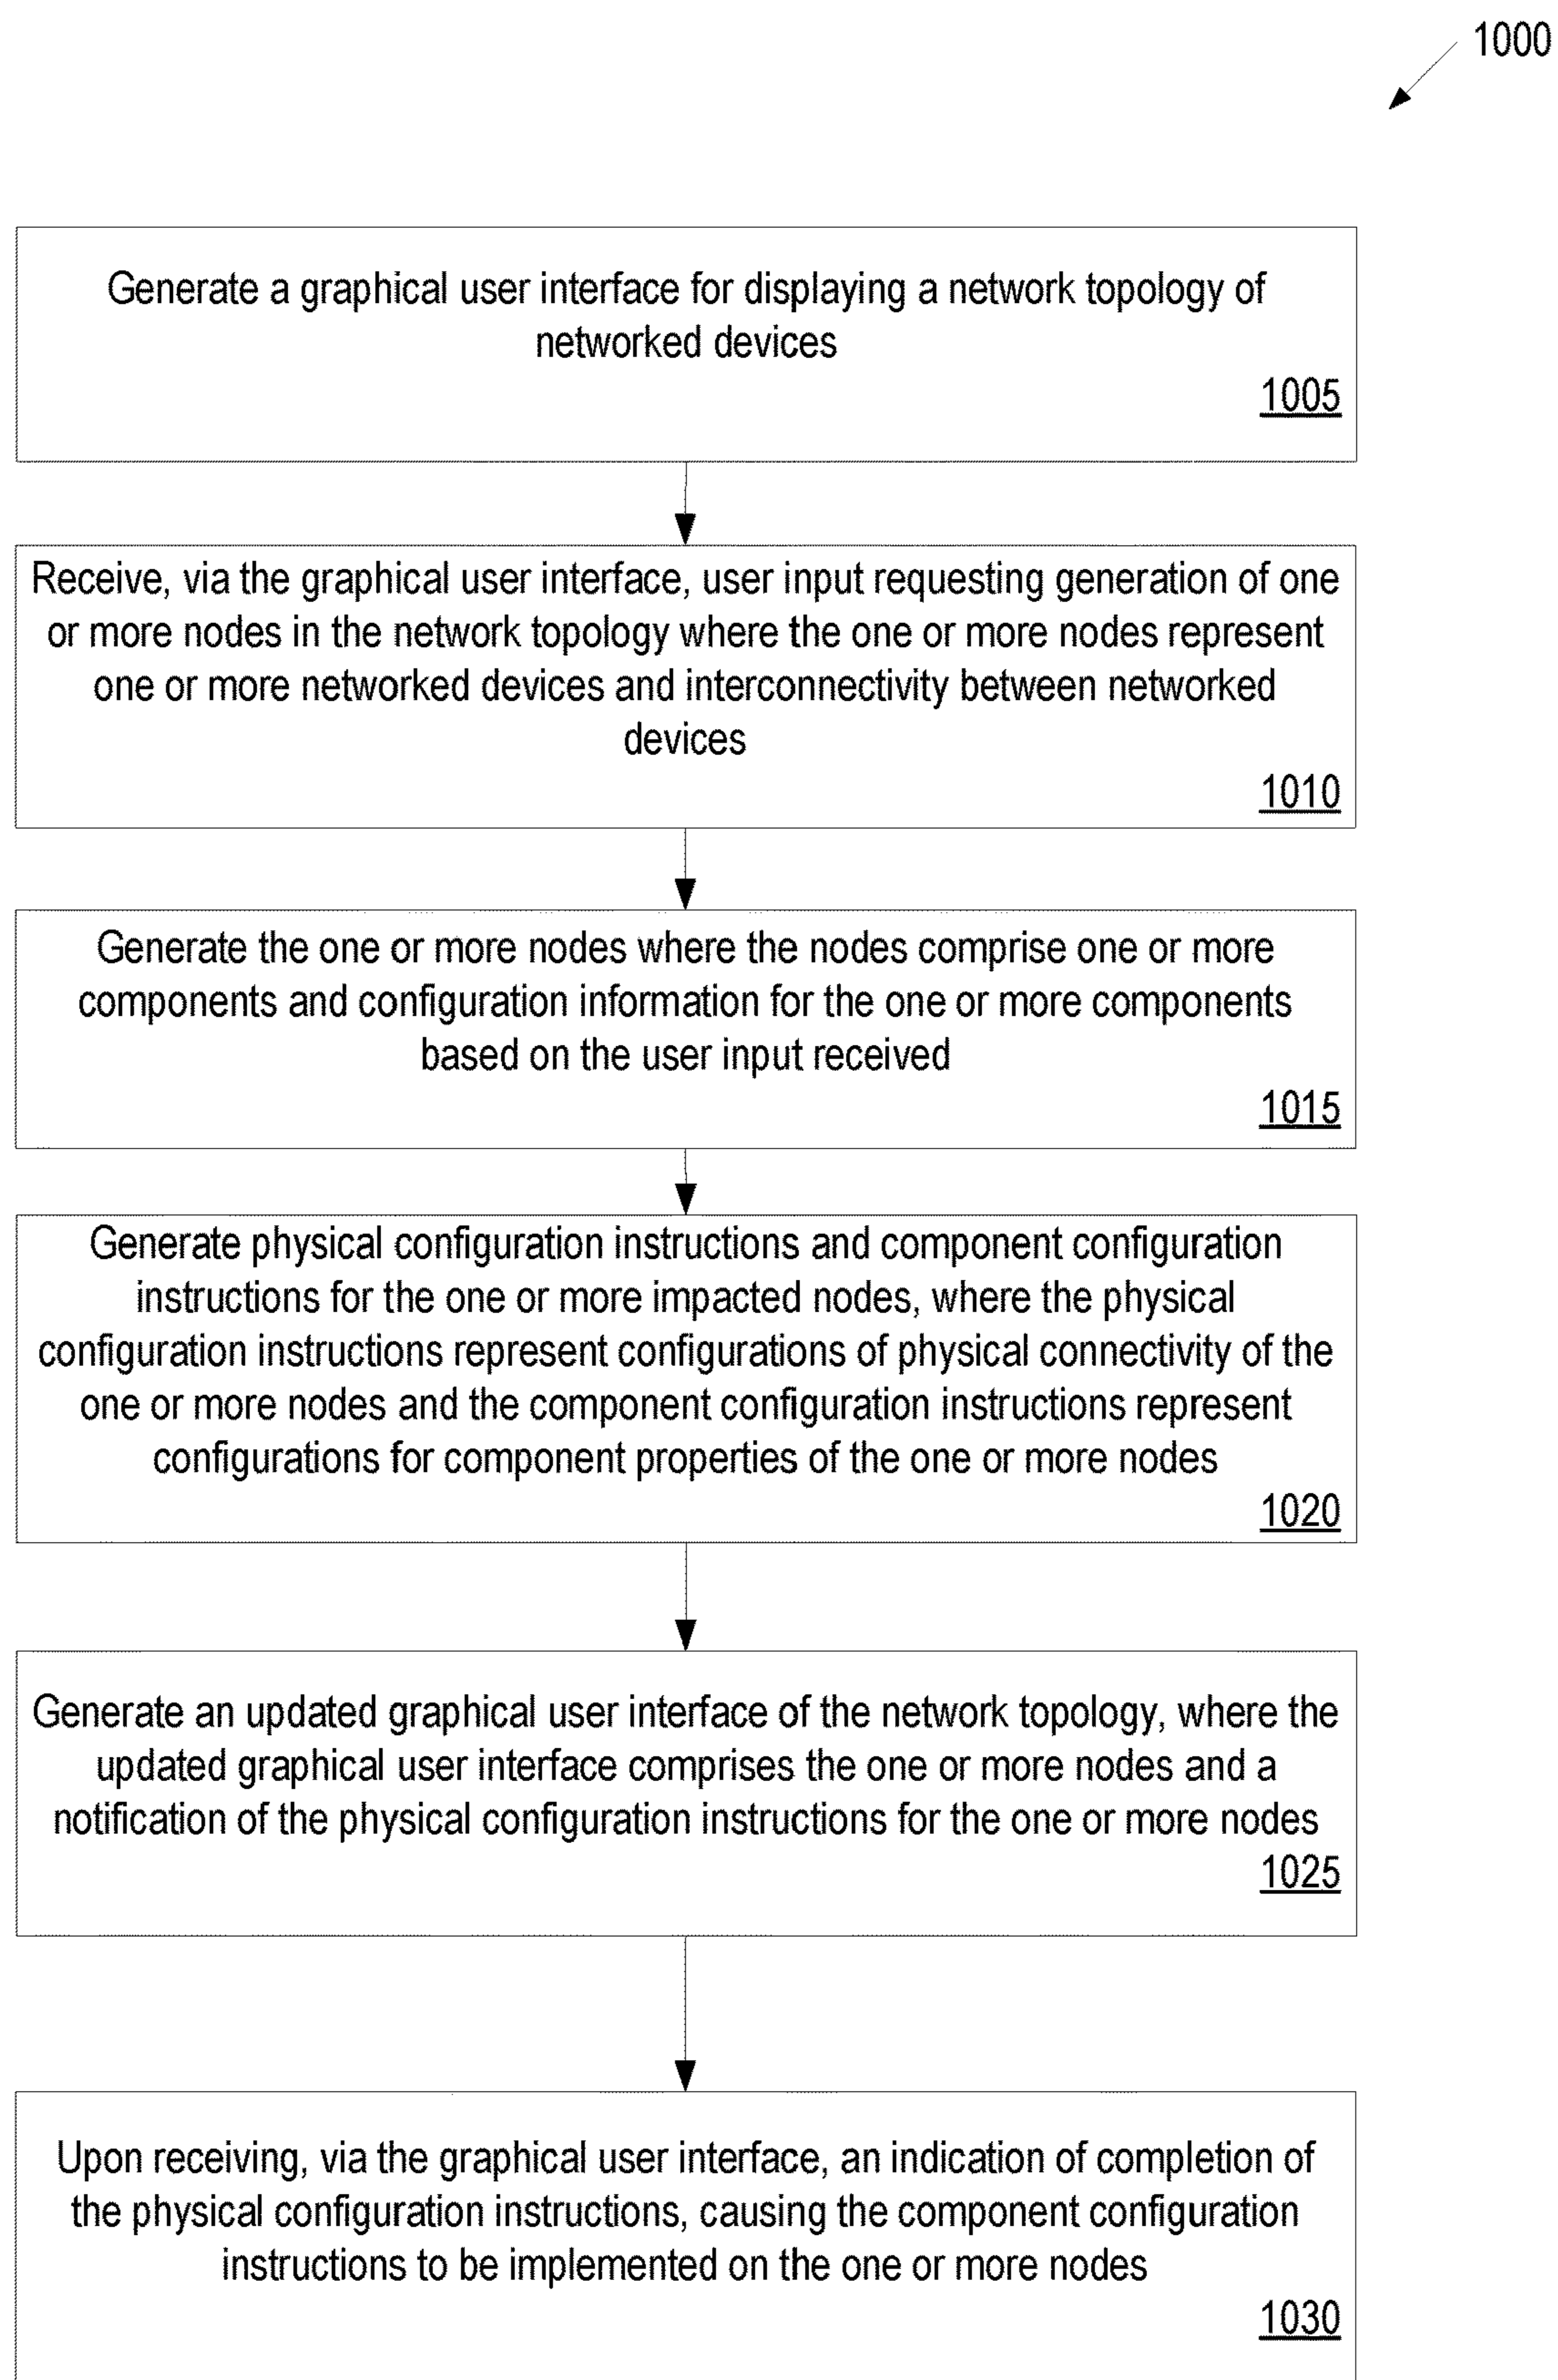 1000
Generate a graphical user interface for displaying a network topology of
networked devices
1005
Receive, via the graphical user interface, user input requesting generation of one
or more nodes in the network topology where the one or more nodes represent
one or more networked devices and interconnectivity between networked
devices
1010
Generate the one or more nodes where the nodes comprise one or more
components and configuration information for the one or more components
based on the user input received
1015
Generate physical configuration instructions and component configuration
instructions for the one or more impacted nodes, where the physical
configuration instructions represent configurations of physical connectivity of the
one or more nodes and the component configuration instructions represent
configurations for component properties of the one or more nodes
1020
Generate an updated graphical user interface of the network topology, where the
updated graphical user interface comprises the one or more nodes and a
notification of the physical configuration instructions for the one or more nodes
1025
Upon receiving, via the graphical user interface, an indication of completion of
the physical configuration instructions, causing the component configuration
instructions to be implemented on the one or more nodes
1030